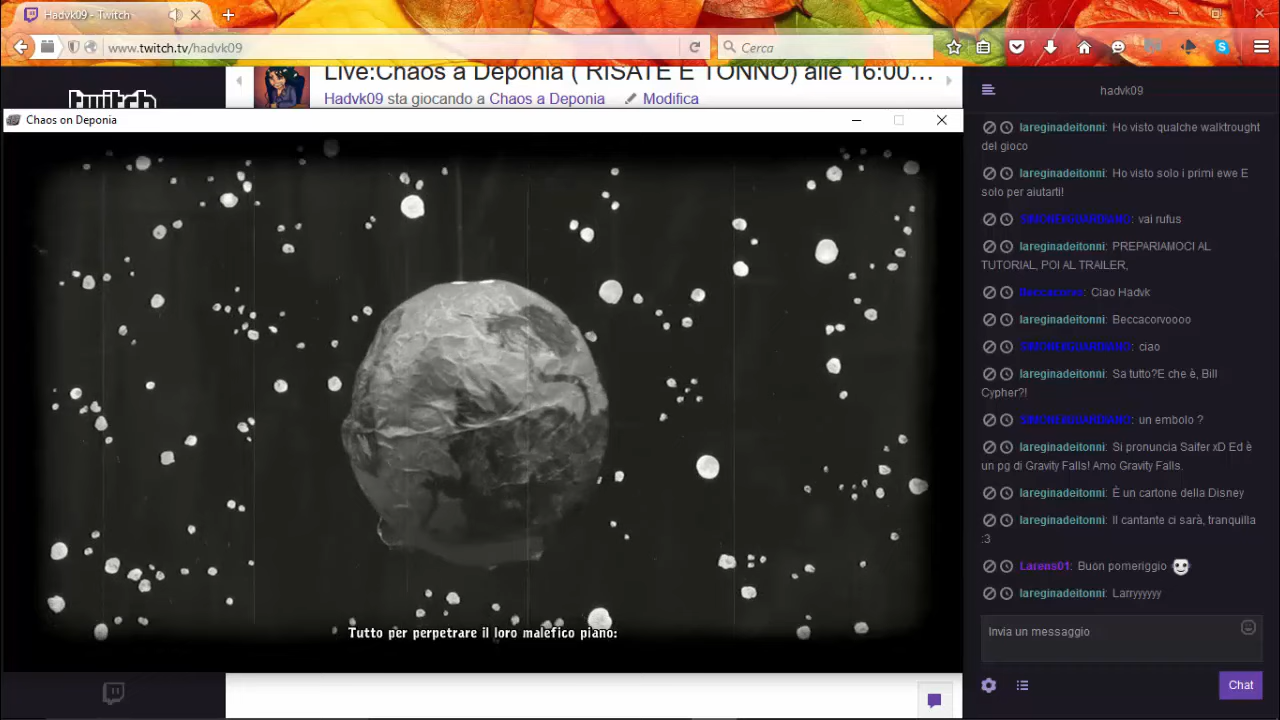 Hadvk09 - Twitch
www.twitch.tv/hadvk09
Cerca
twitch
Live:Chaos a Deponia ( RISATE E TONNO) alle 16:00…
Hadvk09 sta giocando a Chaos a Deponia
Modifica
Chaos on Deponia
Tutto per perpetrare il loro malefico piano:
hadvk09
lareginadeitonni: Ho visto qualche walktrought
del gioco
lareginadeitonni: Ho visto solo i primi ewe E
solo per aiutarti!
vai rufus
lareginadeitonni: PREPARIAMOCI AL
TUTORIAL, POI AL TRAILER,
Ciao Hadvk
lareginadeitonni: Beccacorvoooo
ciao
lareginadeitonni: Sa tutto?E che è, Bill
Cypher?!
un embolo ?
lareginadeitonni: Si pronuncia Saifer xD Ed è
un pg di Gravity Falls! Amo Gravity Falls.
lareginadeitonni: È un cartone della Disney
lareginadeitonni: Il cantante ci sarà, tranquilla
:3
Larens01: Buon pomeriggio
lareginadeitonni: Larryyyyyy
Invia un messaggio
Chat